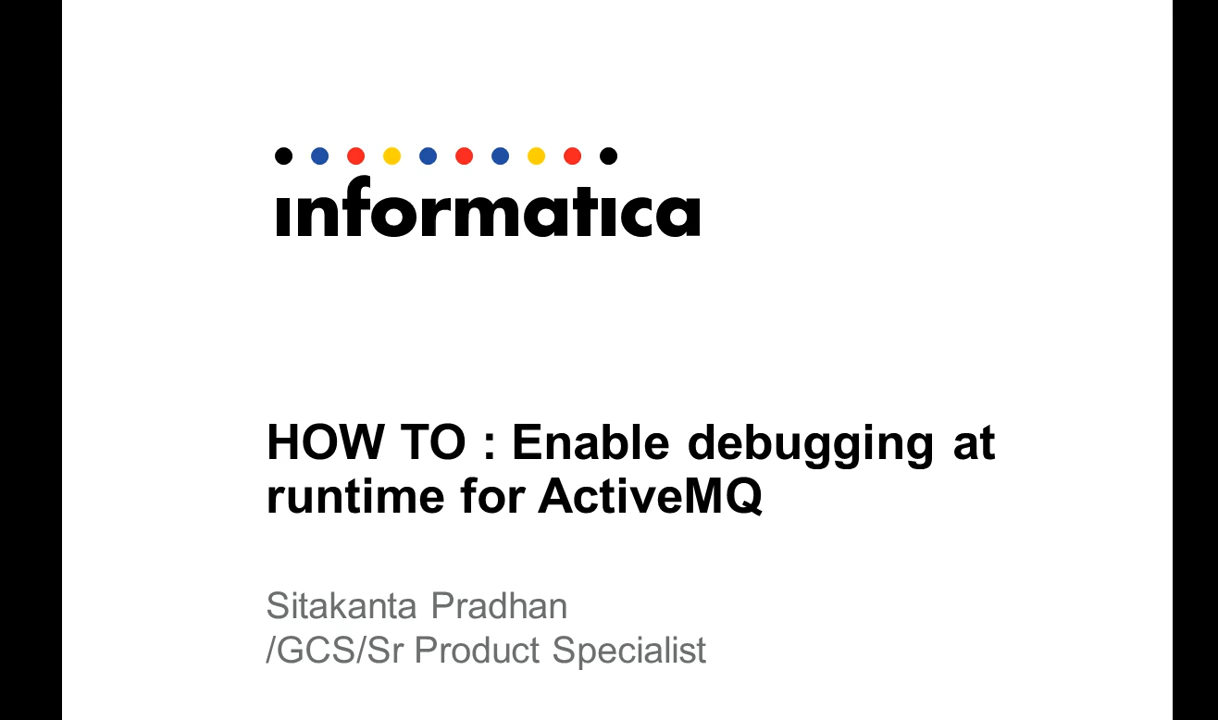 informatica
HOW TO : Enable debugging at
runtime for ActiveMQ
Sitakanta Pradhan
/GCS/Sr Product Specialist